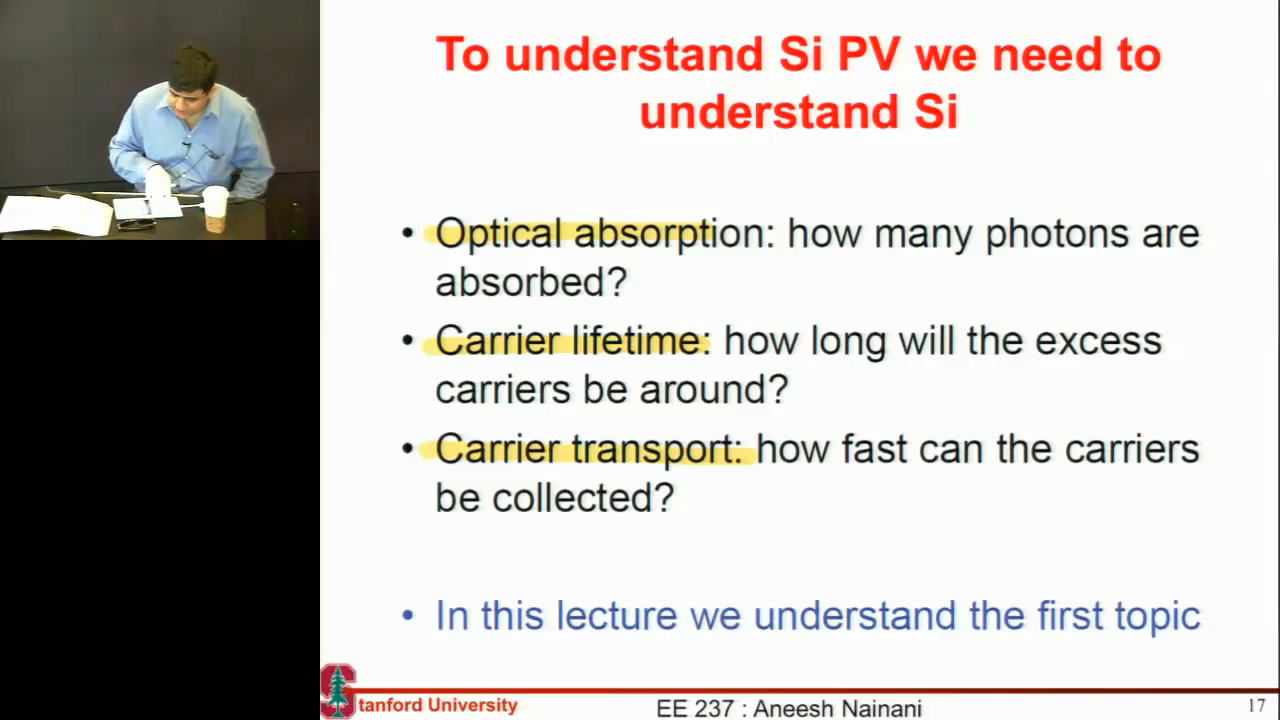 To understand Si PV we need to
understand Si
• Optical absorption: how many photons are
absorbed?
• Carrier lifetime: how long will the excess
carriers be around?
• Carrier transport: how fast can the carriers
be collected?
• In this lecture we understand the first topic
Stanford University
EE 237 : Aneesh Nainani
17